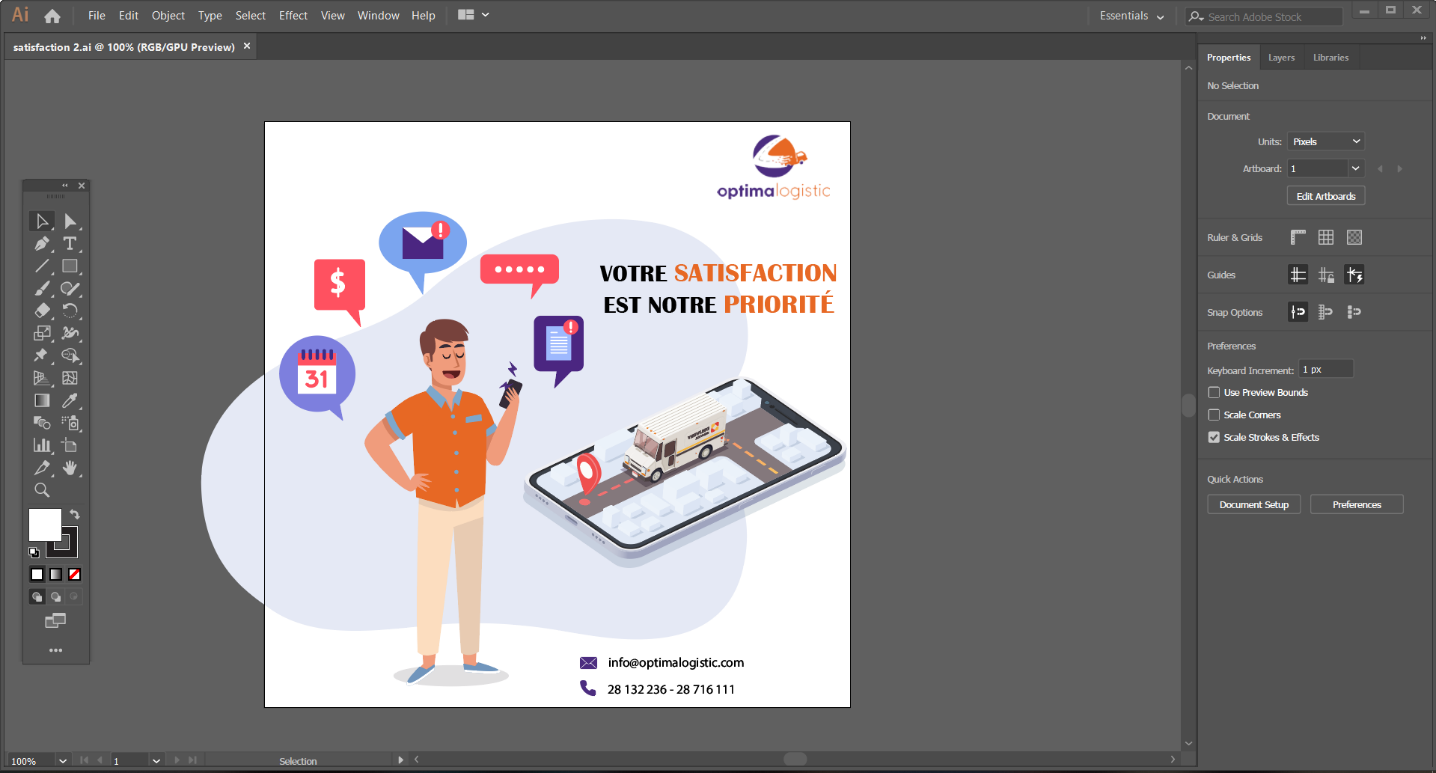 Ai File Edit Object Type Select Effect View Window Help Essentials Search Adobe Stock
satisfaction 2.ai @ 100% (RGB/GPU Preview)
optimalogistic
VOTRE SATISFACTION
EST NOTRE PRIORITÉ
!
$
31
!
info@optimalogistic.com
28 132 236 - 28 716 111
Properties Layers Libraries
No Selection
Document
Units: Pixels
Artboard: 1
Edit Artboards
Ruler & Grids
Guides
Snap Options
Preferences
Keyboard Increment: 1 px
Use Preview Bounds
Scale Corners
Scale Strokes & Effects
Quick Actions
Document Setup Preferences
100% 1 Selection